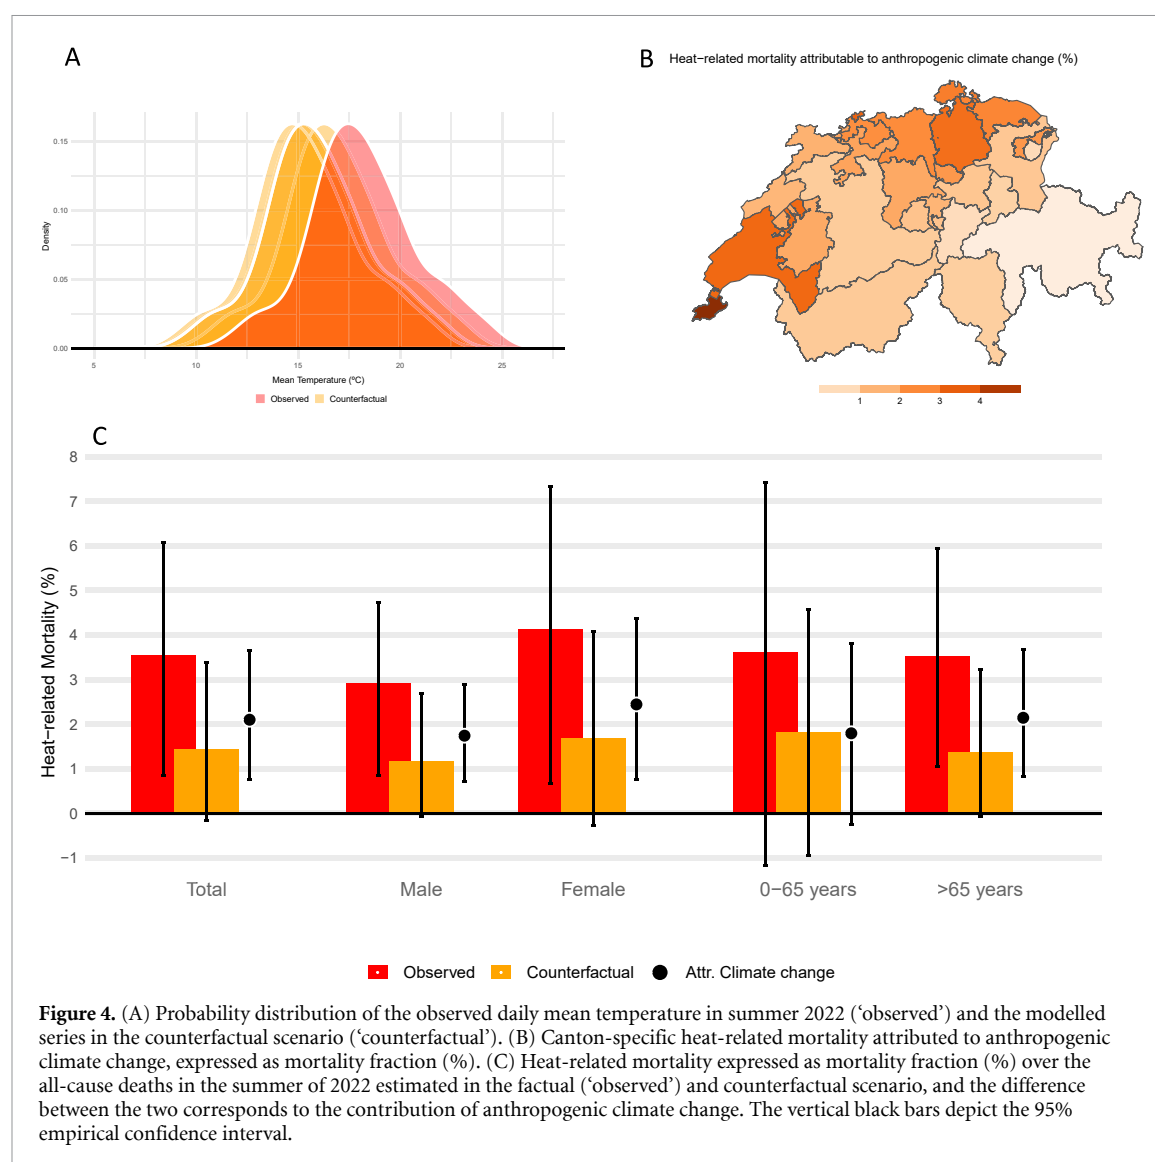 A
0.15
0.10
0.05
0.00
Density
5 10 15 20 25
Mean Temperature (ºC)
Observed Counterfactual
B Heat−related mortality attributable to anthropogenic climate change (%)
1 2 3 4
C
8
7
6
5
4
3
2
1
0
−1
Heat−related Mortality (%)
Total Male Female 0−65 years >65 years
Observed Counterfactual Attr. Climate change
Figure 4. (A) Probability distribution of the observed daily mean temperature in summer 2022 (‘observed’) and the modelled
series in the counterfactual scenario (‘counterfactual’). (B) Canton-specific heat-related mortality attributed to anthropogenic
climate change, expressed as mortality fraction (%). (C) Heat-related mortality expressed as mortality fraction (%) over the
all-cause deaths in the summer of 2022 estimated in the factual (‘observed’) and counterfactual scenario, and the difference
between the two corresponds to the contribution of anthropogenic climate change. The vertical black bars depict the 95%
empirical confidence interval.